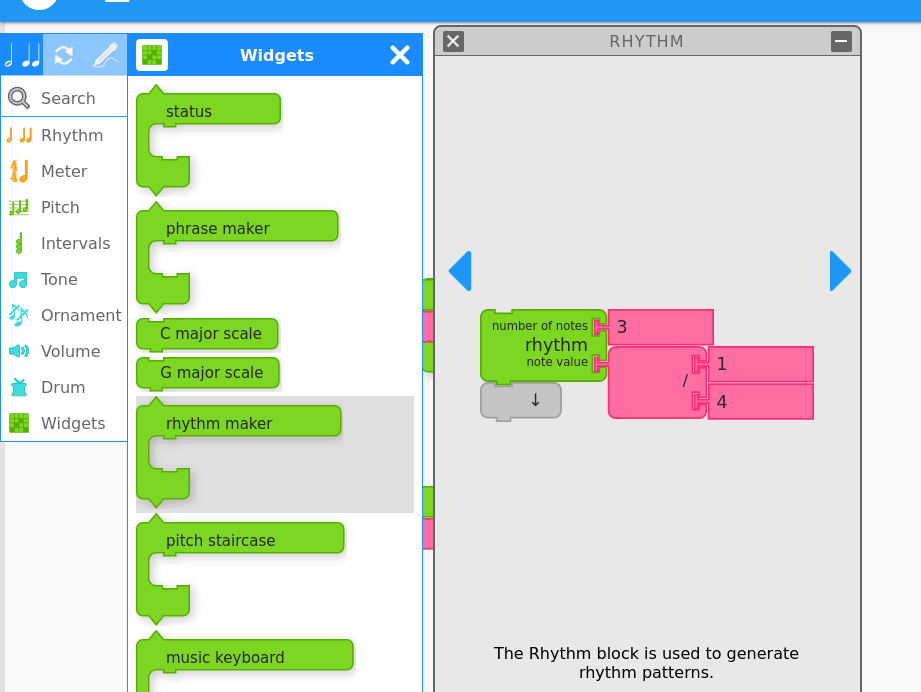 Widgets
Search
Rhythm
Meter
Pitch
Intervals
Tone
Ornament
Volume
Drum
Widgets
status
phrase maker
C major scale
G major scale
rhythm maker
pitch staircase
music keyboard
RHYTHM
number of notes
rhythm
note value
3
/
1
4
↓
The Rhythm block is used to generate
rhythm patterns.